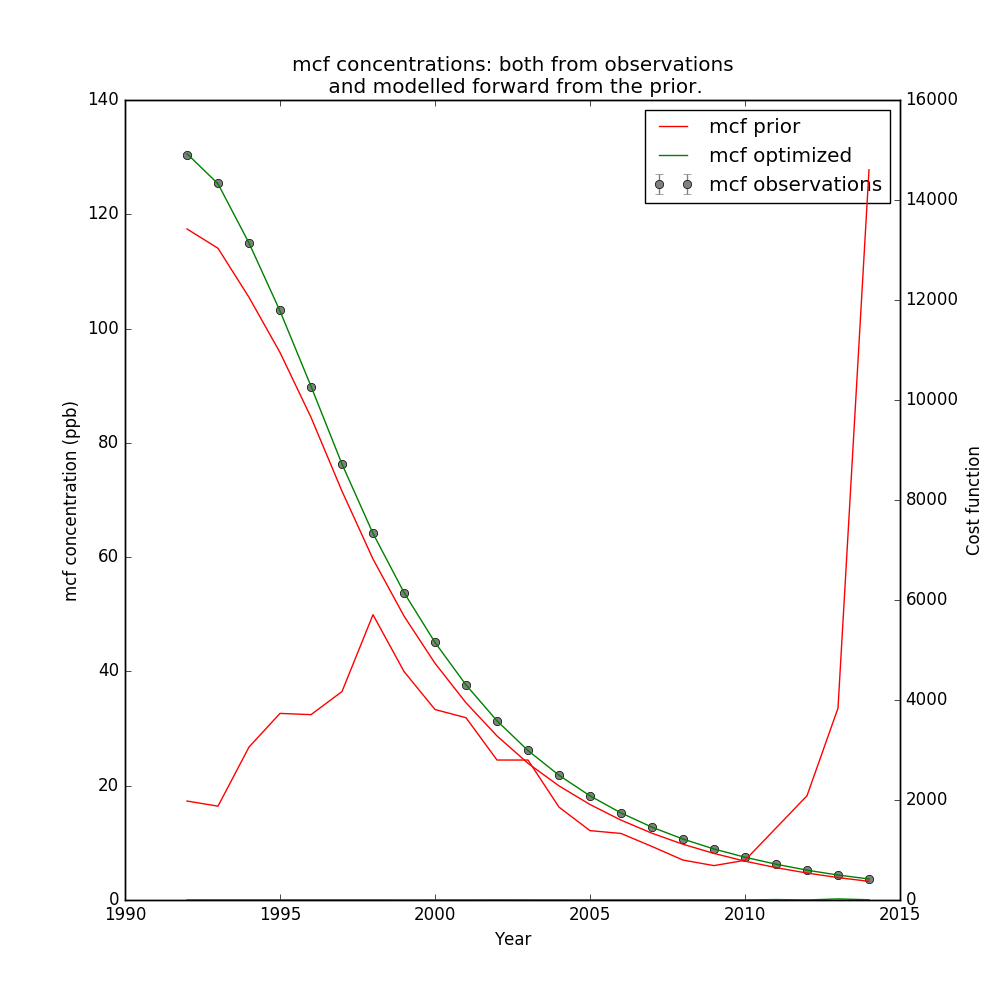 mcf concentrations: both from observations
and modelled forward from the prior.
mcf prior
mcf optimized
mcf observations
140
120
100
80
60
40
20
0
mcf concentration (ppb)
16000
14000
12000
10000
8000
6000
4000
2000
0
Cost function
1990 1995 2000 2005 2010 2015
Year